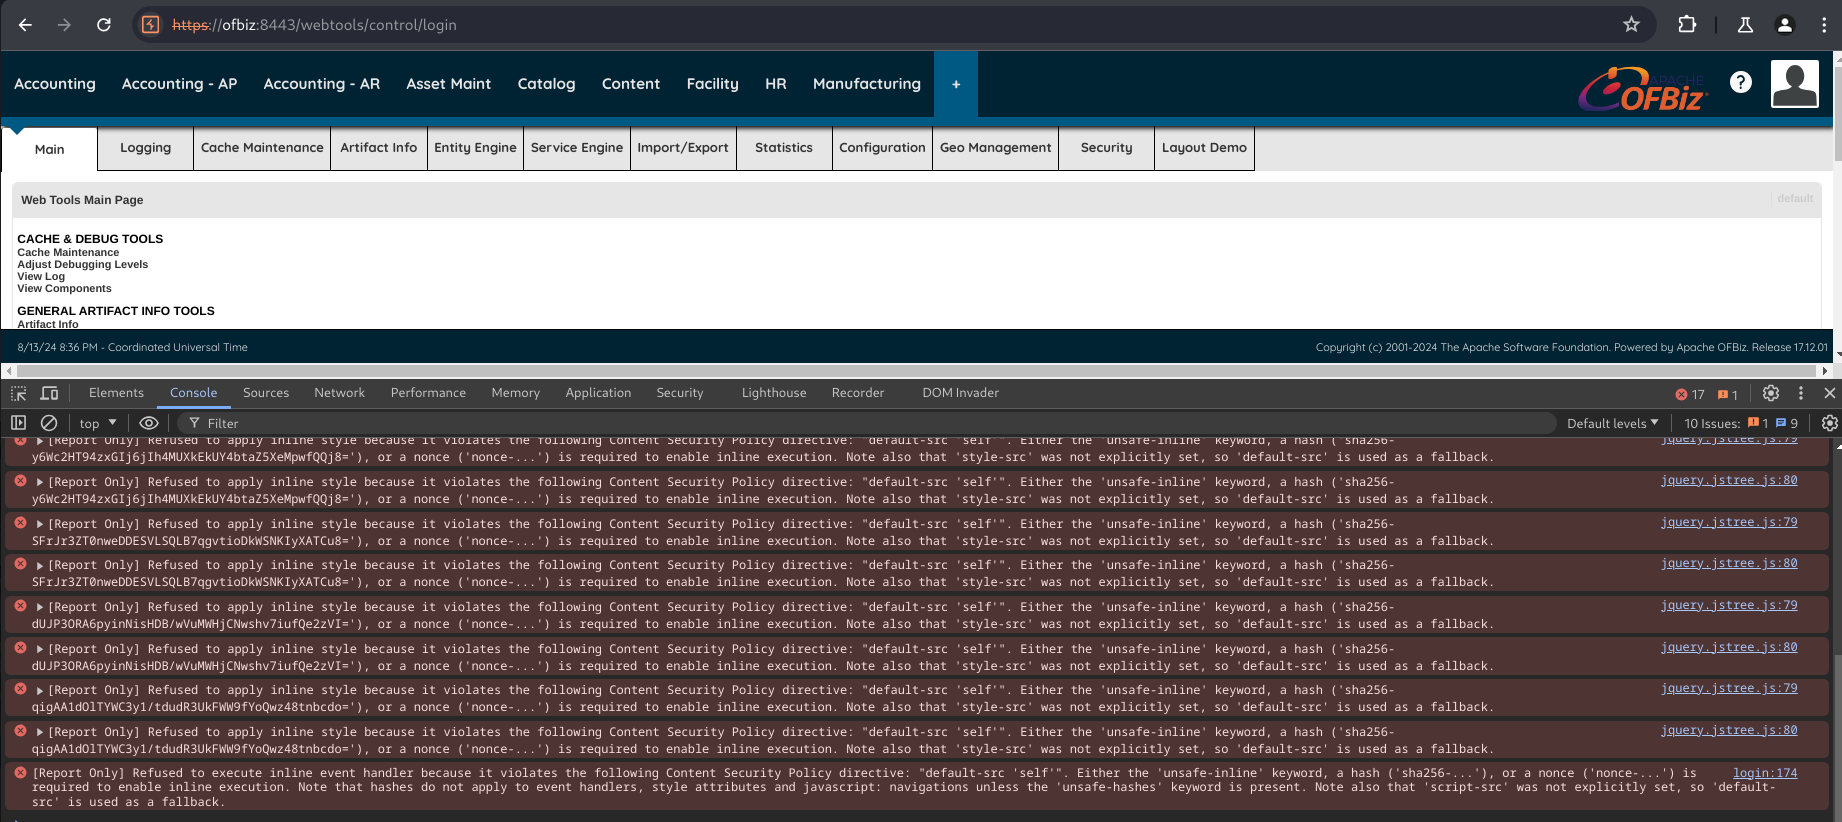 https://ofbiz:8443/webtools/control/login
Accounting Accounting - AP Accounting - AR Asset Maint Catalog Content Facility HR Manufacturing +
APACHE
OFBiz
?
Main Logging Cache Maintenance Artifact Info Entity Engine Service Engine Import/Export Statistics Configuration Geo Management Security Layout Demo
Web Tools Main Page default
CACHE & DEBUG TOOLS
Cache Maintenance
Adjust Debugging Levels
View Log
View Components
GENERAL ARTIFACT INFO TOOLS
Artifact Info
8/13/24 8:36 PM - Coordinated Universal Time Copyright (c) 2001-2024 The Apache Software Foundation. Powered by Apache OFBiz. Release 17.12.01
Elements Console Sources Network Performance Memory Application Security Lighthouse Recorder DOM Invader 17 1
top Filter Default levels 10 Issues: 1 9
[Report Only] Refused to apply inline style because it violates the following Content Security Policy directive: "default-src 'self'". Either the 'unsafe-inline' keyword, a hash ('sha256- jquery.jstree.js:79
y6Wc2HT94zxGIj6jIh4MUXkEkUY4btaZ5XeMpwfQQj8='), or a nonce ('nonce-...') is required to enable inline execution. Note also that 'style-src' was not explicitly set, so 'default-src' is used as a fallback.
[Report Only] Refused to apply inline style because it violates the following Content Security Policy directive: "default-src 'self'". Either the 'unsafe-inline' keyword, a hash ('sha256- jquery.jstree.js:80
y6Wc2HT94zxGIj6jIh4MUXkEkUY4btaZ5XeMpwfQQj8='), or a nonce ('nonce-...') is required to enable inline execution. Note also that 'style-src' was not explicitly set, so 'default-src' is used as a fallback.
[Report Only] Refused to apply inline style because it violates the following Content Security Policy directive: "default-src 'self'". Either the 'unsafe-inline' keyword, a hash ('sha256- jquery.jstree.js:79
SFrJr3ZT0nweDDESVLSQLB7qgvtioDkWSNKIyXATCu8='), or a nonce ('nonce-...') is required to enable inline execution. Note also that 'style-src' was not explicitly set, so 'default-src' is used as a fallback.
[Report Only] Refused to apply inline style because it violates the following Content Security Policy directive: "default-src 'self'". Either the 'unsafe-inline' keyword, a hash ('sha256- jquery.jstree.js:80
SFrJr3ZT0nweDDESVLSQLB7qgvtioDkWSNKIyXATCu8='), or a nonce ('nonce-...') is required to enable inline execution. Note also that 'style-src' was not explicitly set, so 'default-src' is used as a fallback.
[Report Only] Refused to apply inline style because it violates the following Content Security Policy directive: "default-src 'self'". Either the 'unsafe-inline' keyword, a hash ('sha256- jquery.jstree.js:79
dUJP3ORA6pyinNisHDB/wVuMWHjCNwshv7iufQe2zVI='), or a nonce ('nonce-...') is required to enable inline execution. Note also that 'style-src' was not explicitly set, so 'default-src' is used as a fallback.
[Report Only] Refused to apply inline style because it violates the following Content Security Policy directive: "default-src 'self'". Either the 'unsafe-inline' keyword, a hash ('sha256- jquery.jstree.js:80
dUJP3ORA6pyinNisHDB/wVuMWHjCNwshv7iufQe2zVI='), or a nonce ('nonce-...') is required to enable inline execution. Note also that 'style-src' was not explicitly set, so 'default-src' is used as a fallback.
[Report Only] Refused to apply inline style because it violates the following Content Security Policy directive: "default-src 'self'". Either the 'unsafe-inline' keyword, a hash ('sha256- jquery.jstree.js:79
qigAA1dOlTYWC3y1/tdudR3UkFWW9fYoQwz48tnbcdo='), or a nonce ('nonce-...') is required to enable inline execution. Note also that 'style-src' was not explicitly set, so 'default-src' is used as a fallback.
[Report Only] Refused to apply inline style because it violates the following Content Security Policy directive: "default-src 'self'". Either the 'unsafe-inline' keyword, a hash ('sha256- jquery.jstree.js:80
qigAA1dOlTYWC3y1/tdudR3UkFWW9fYoQwz48tnbcdo='), or a nonce ('nonce-...') is required to enable inline execution. Note also that 'style-src' was not explicitly set, so 'default-src' is used as a fallback.
[Report Only] Refused to execute inline event handler because it violates the following Content Security Policy directive: "default-src 'self'". Either the 'unsafe-inline' keyword, a hash ('sha256-...'), or a nonce ('nonce-...') is login:174
required to enable inline execution. Note that hashes do not apply to event handlers, style attributes and javascript: navigations unless the 'unsafe-hashes' keyword is present. Note also that 'script-src' was not explicitly set, so 'default-
src' is used as a fallback.